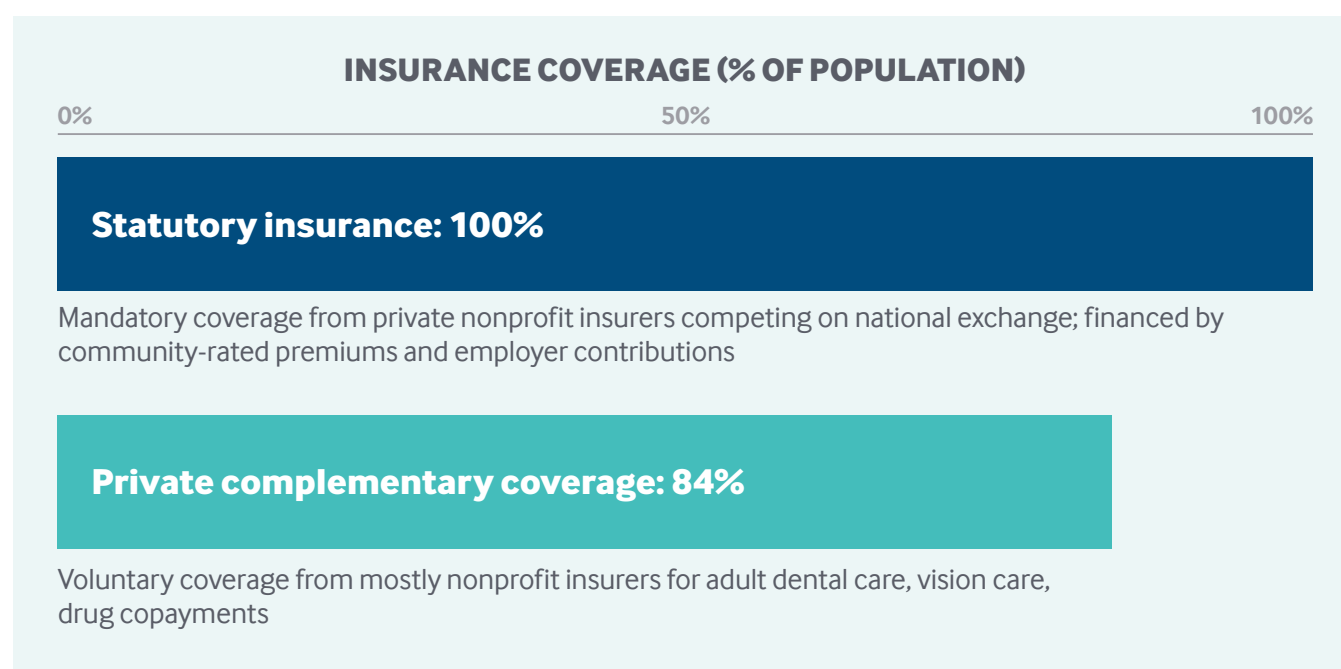 INSURANCE COVERAGE (% OF POPULATION)
0% 50% 100%
Statutory insurance: 100%
Mandatory coverage from private nonprofit insurers competing on national exchange; financed by
community-rated premiums and employer contributions
Private complementary coverage: 84%
Voluntary coverage from mostly nonprofit insurers for adult dental care, vision care,
drug copayments